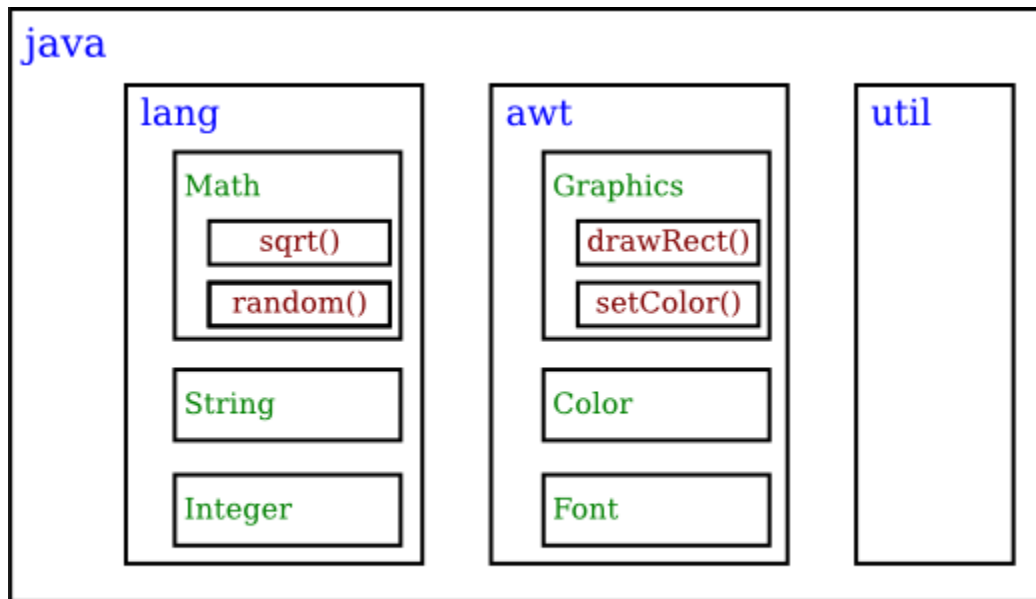 java
lang
Math
sqrt()
random()
String
Integer
awt
Graphics
drawRect()
setColor()
Color
Font
util